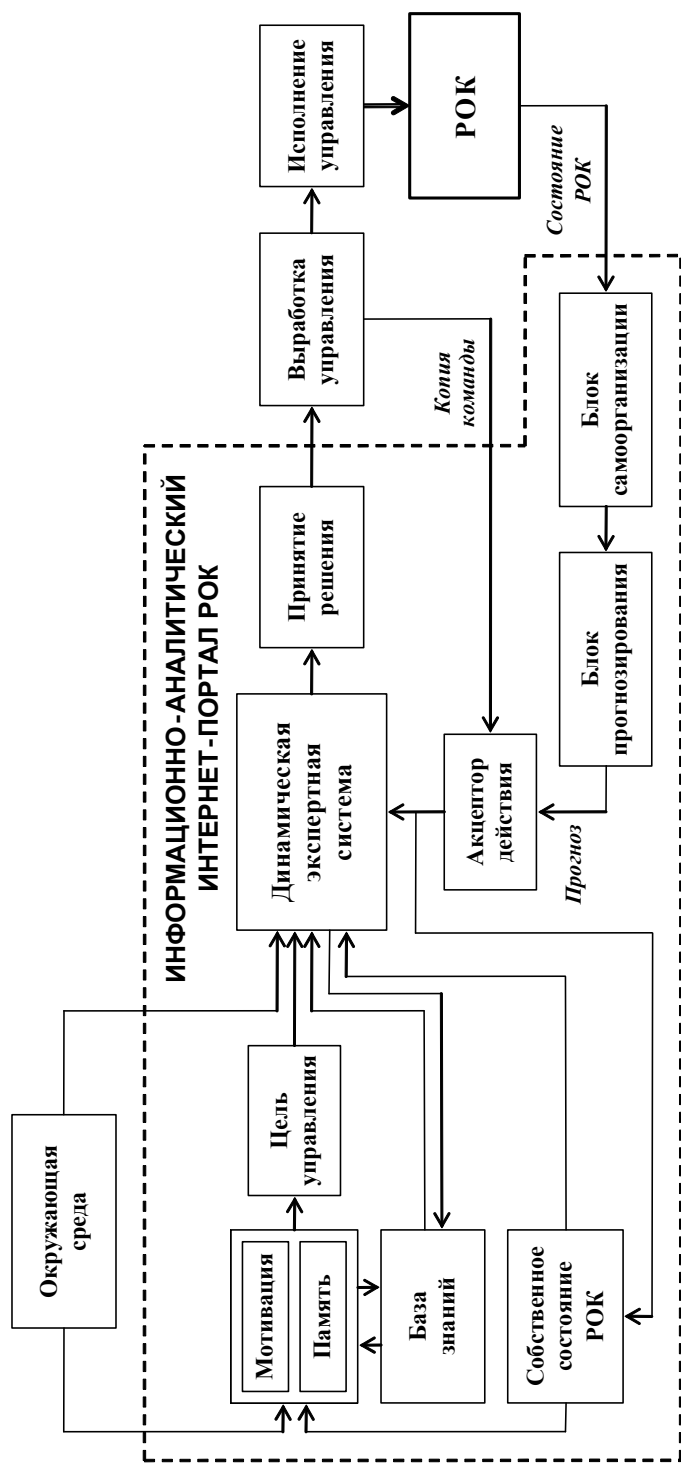 Окружающая
среда
ИНФОРМАЦИОННО-АНАЛИТИЧЕСКИЙ
ИНТЕРНЕТ-ПОРТАЛ РОК
Мотивация
Память
Цель
управления
Динамическая
экспертная
система
Принятие
решения
Выработка
управления
Исполнение
управления
База
знаний
Копия
команды
РОК
Собственное
состояние
РОК
Акцептор
действия
Прогноз
Блок
прогнозирования
Блок
самоорганизации
Состояние
РОК